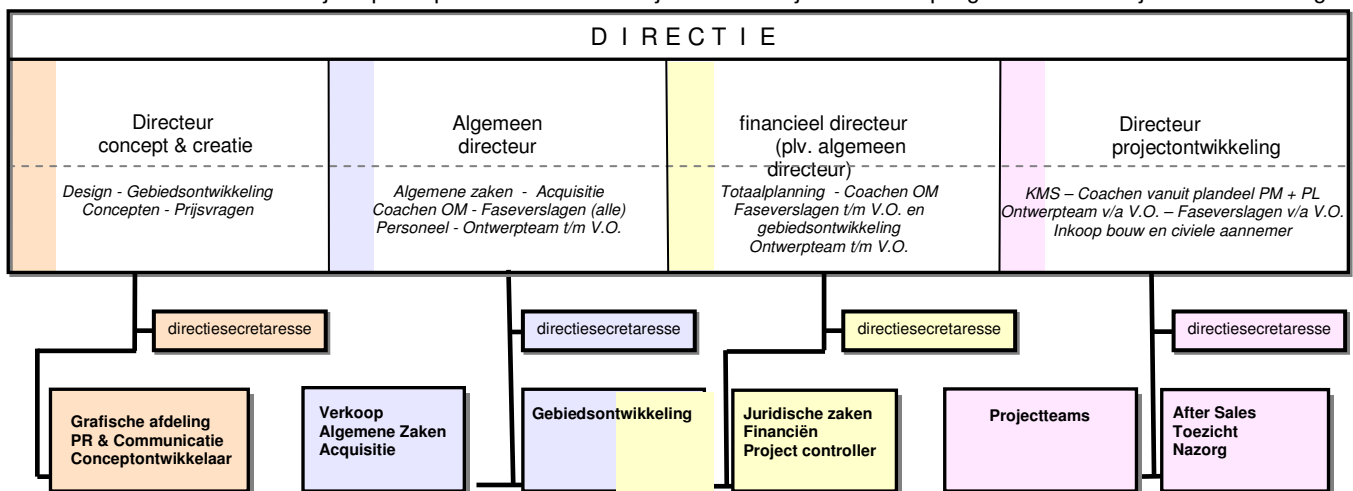 D I RECT I E
Directeur
concept & creatie
Design - Gebiedsontwikkeling
Concepten - Prijsvragen
Algemeen
directeur
Algemene zaken - Acquisitie
Coachen OM - Faseverslagen (alle)
Personeel - Ontwerpteam t/m V.O.
financieel directeur
(plv. algemeen
directeur)
Totaalplanning - Coachen OM
Faseverslagen t/m V.O. en
gebiedsontwikkeling
Ontwerpteam t/m V.O.
Directeur
projectontwikkeling
KMS – Coachen vanuit plandeel PM + PL
Ontwerpteam v/a V.O. – Faseverslagen v/a V.O.
Inkoop bouw en civiele aannemer
directiesecretaresse
directiesecretaresse
directiesecretaresse
directiesecretaresse
Grafische afdeling
PR & Communicatie
Conceptontwikkelaar
Verkoop
Algemene Zaken
Acquisitie
Gebiedsontwikkeling
Juridische zaken
Financiën
Project controller
Projectteams
After Sales
Toezicht
Nazorg